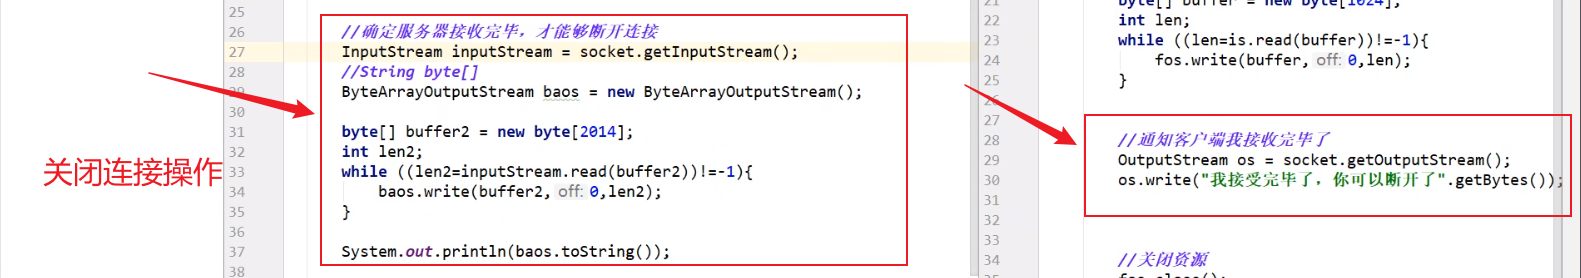 关闭连接操作
25
26 //确定服务器接收完毕，才能够断开连接
27 InputStream inputStream = socket.getInputStream();
28 //String byte[]
29 ByteArrayOutputStream baos = new ByteArrayOutputStream();
30
31 byte[] buffer2 = new byte[2014];
32 int len2;
33 while ((len2=inputStream.read(buffer2))!=-1){
34 baos.write(buffer2, off: 0,len2);
35 }
36
37 System.out.println(baos.toString());
38
21 byte[] buffer = new byte[1024];
22 int len;
23 while ((len=is.read(buffer))!=-1){
24 fos.write(buffer, off: 0,len);
25 }
26
27
28 //通知客户端我接收完毕了
29 OutputStream os = socket.getOutputStream();
30 os.write("我接受完毕了，你可以断开了".getBytes());
31
32
33
34 //关闭资源
35 fos.close();